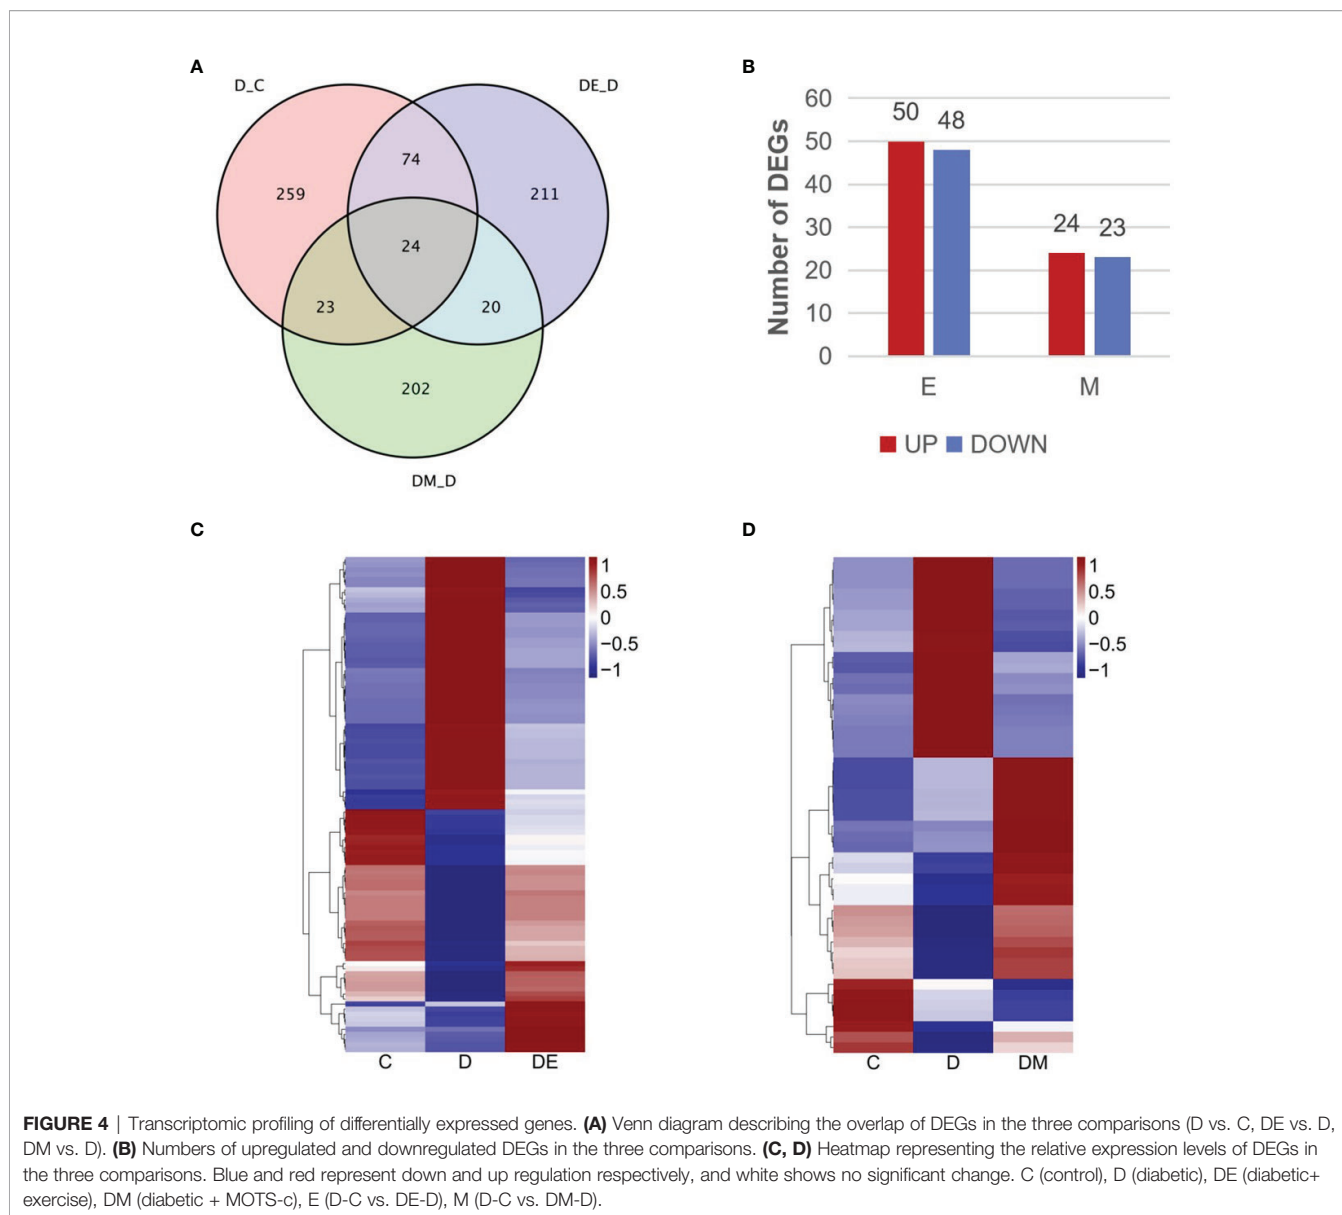 A
D_C
DE_D
259
74
211
24
23
20
202
DM_D
B
Number of DEGs
60
50
40
30
20
10
0
50
48
24
23
E
M
UP
DOWN
C
1
0.5
0
−0.5
−1
C
D
DE
D
1
0.5
0
−0.5
−1
C
D
DM
FIGURE 4 | Transcriptomic profiling of differentially expressed genes. (A) Venn diagram describing the overlap of DEGs in the three comparisons (D vs. C, DE vs. D,
DM vs. D). (B) Numbers of upregulated and downregulated DEGs in the three comparisons. (C, D) Heatmap representing the relative expression levels of DEGs in
the three comparisons. Blue and red represent down and up regulation respectively, and white shows no significant change. C (control), D (diabetic), DE (diabetic+
exercise), DM (diabetic + MOTS-c), E (D-C vs. DE-D), M (D-C vs. DM-D).